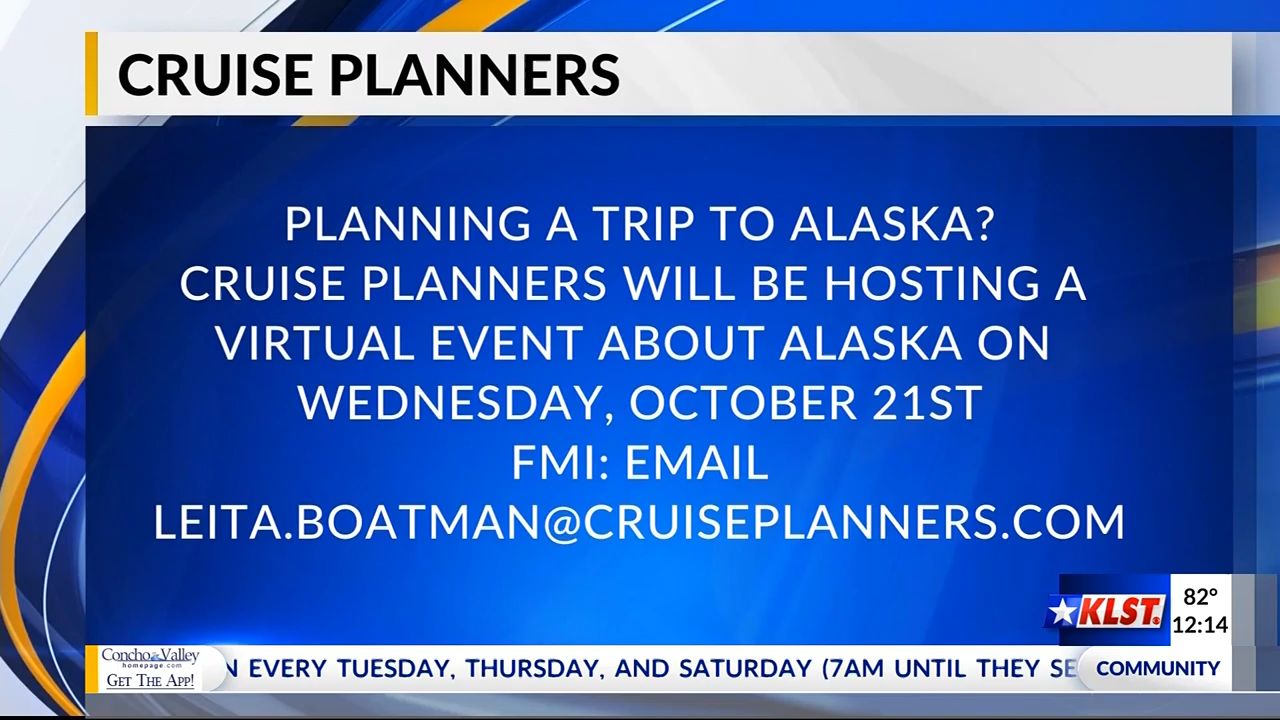 CRUISE PLANNERS
PLANNING A TRIP TO ALASKA?
CRUISE PLANNERS WILL BE HOSTING A
VIRTUAL EVENT ABOUT ALASKA ON
WEDNESDAY, OCTOBER 21ST
FMI: EMAIL
LEITA.BOATMAN@CRUISEPLANNERS.COM
KLST
82°
12:14
Concho Valley
homepage.com
GET THE APP!
N EVERY TUESDAY, THURSDAY, AND SATURDAY (7AM UNTIL THEY SE
COMMUNITY